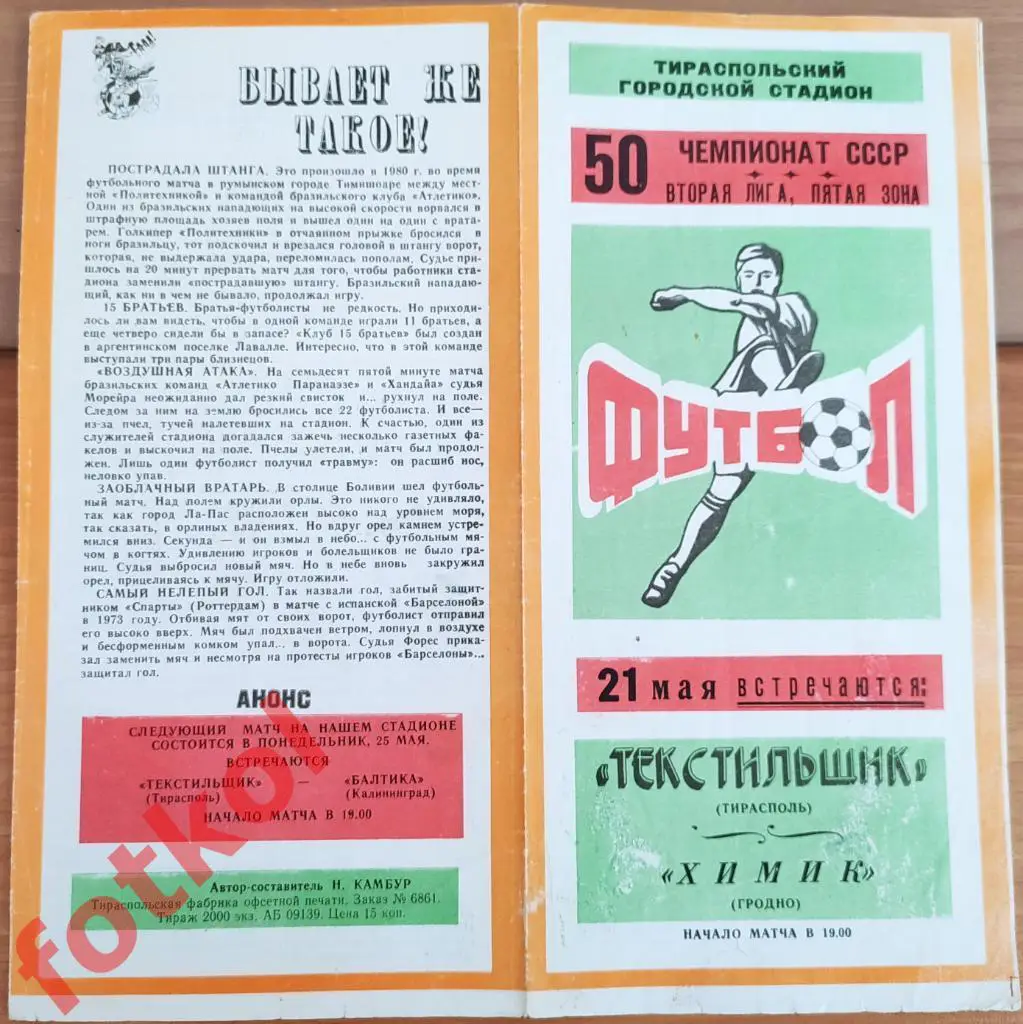 Гол!
БЫВАЕТ ЖЕ
ТАКОЕ!
ПОСТРАДАЛА ШТАНГА. Это произошло в 1980 г. во время
футбольного матча в румынском городе Тимишоаре между мест-
ной «Политехникой» и командой бразильского клуба «Атлетико».
Один из бразильских нападающих на высокой скорости ворвался в
штрафную площадь хозяев поля и вышел один на один с врата-
рем. Голкипер «Политехники» в отчаянном прыжке бросился в
ноги бразильцу, тот подскочил и врезался головой в штангу ворот,
которая, не выдержала удара, переломилась пополам. Судье при-
шлось на 20 минут прервать матч для того, чтобы работники ста-
диона заменили «пострадавшую» штангу. Бразильский нападаю-
щий, как ни в чем не бывало, продолжал игру.
15 БРАТЬЕВ. Братья-футболисты не редкость. Но приходи-
лось ли вам видеть, чтобы в одной команде играли 11 братьев, а
еще четверо сидели бы в запасе? «Клуб 15 братьев» был создан
в аргентинском поселке Лавалле. Интересно, что в этой команде
выступали три пары близнецов.
«ВОЗДУШНАЯ АТАКА». На семьдесят пятой минуте матча
бразильских команд «Атлетико Параназзе» и «Хандайа» судья
Морейра неожиданно дал резкий свисток и... рухнул на поле.
Следом за ним на землю бросились все 22 футболиста. И все—
из-за пчел, тучей налетевших на стадион. К счастью, один из
служителей стадиона догадался зажечь несколько газетных фа-
келов и выскочил на поле. Пчелы улетели, и матч был продол-
жен. Лишь один футболист получил «травму»: он расшиб нос,
неловко упав.
ЗАОБЛАЧНЫЙ ВРАТАРЬ. В столице Боливии шел футболь-
ный матч. Над полем кружили орлы. Это никого не удивляло,
так как город Ла-Пас расположен высоко над уровнем моря,
так сказать, в орлиных владениях. Но вдруг орел камнем устре-
мился вниз. Секунда — и он взмыл в небо... с футбольным мя-
чом в когтях. Удивлению игроков и болельщиков не было гра-
ниц. Судья выбросил новый мяч. Но в небе вновь закружил
орел, прицеливаясь к мячу. Игру отложили.
САМЫЙ НЕЛЕПЫЙ ГОЛ. Так назвали гол, забитый защит-
ником «Спарты» (Роттердам) в матче с испанской «Барселоной»
в 1973 году. Отбивая мят от своих ворот, футболист отправил
его высоко вверх. Мяч был подхвачен ветром, лопнул в воздухе
и бесформенным комком упал... в ворота. Судья Форес прика-
зал заменить мяч и несмотря на протесты игроков «Барселоны»...
защитал гол.
АНОНС
СЛЕДУЮЩИЙ МАТЧ НА НАШЕМ СТАДИОНЕ
СОСТОИТСЯ В ПОНЕДЕЛЬНИК, 25 МАЯ.
ВСТРЕЧАЮТСЯ
«ТЕКСТИЛЬЩИК» — «БАЛТИКА»
(Тирасполь) (Калининград)
НАЧАЛО МАТЧА В 19.00
Автор-составитель Н. КАМБУР
Тираспольская фабрика офсетной печати. Заказ № 6861.
Тираж 2000 экз. АБ 09139. Цена 15 коп.
ТИРАСПОЛЬСКИЙ
ГОРОДСКОЙ СТАДИОН
50 ЧЕМПИОНАТ СССР
ВТОРАЯ ЛИГА, ПЯТАЯ ЗОНА
ФУТБОЛ
21 мая встречаются:
«ТЕКСТИЛЬЩИК»
(ТИРАСПОЛЬ)
«ХИМИК»
(ГРОДНО)
НАЧАЛО МАТЧА В 19.00
fotkol